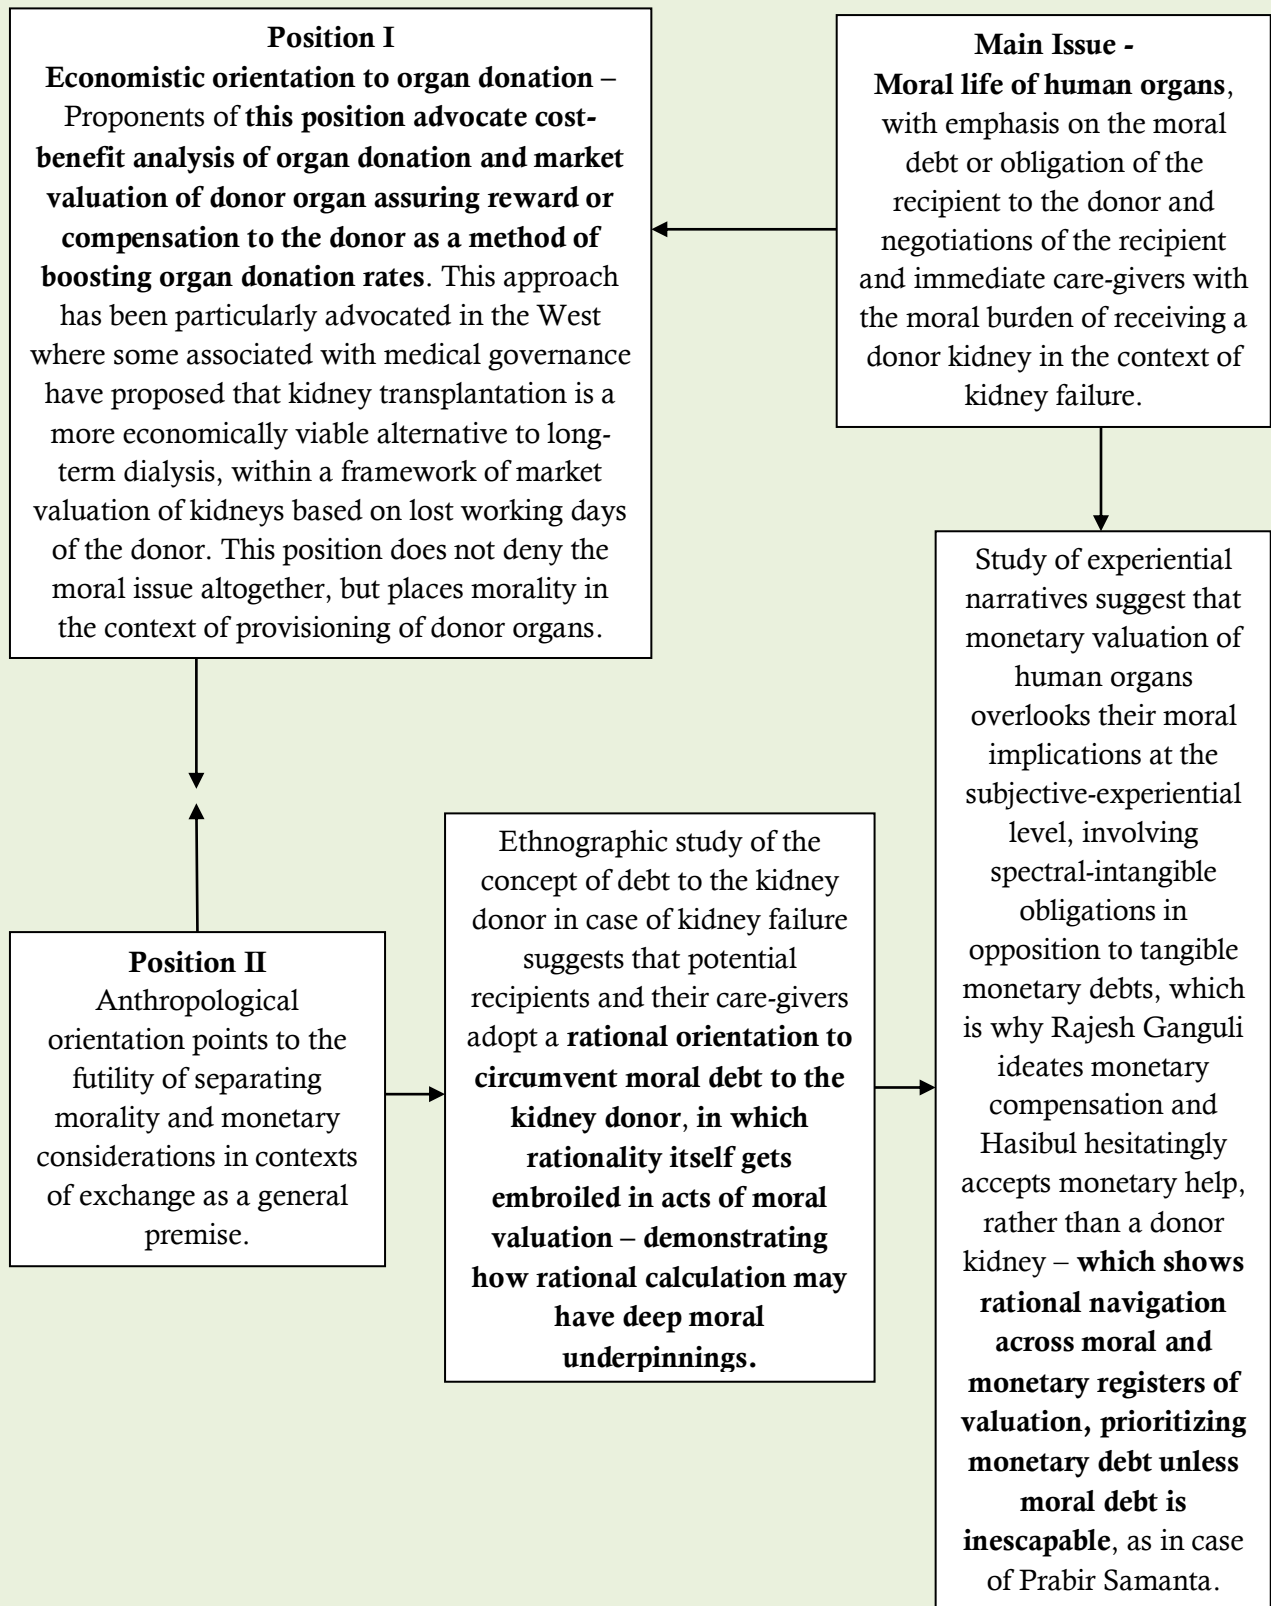 Position I
Economistic orientation to organ donation –
Proponents of this position advocate cost-
benefit analysis of organ donation and market
valuation of donor organ assuring reward or
compensation to the donor as a method of
boosting organ donation rates. This approach
has been particularly advocated in the West
where some associated with medical governance
have proposed that kidney transplantation is a
more economically viable alternative to long-
term dialysis, within a framework of market
valuation of kidneys based on lost working days
of the donor. This position does not deny the
moral issue altogether, but places morality in
the context of provisioning of donor organs.
Main Issue -
Moral life of human organs,
with emphasis on the moral
debt or obligation of the
recipient to the donor and
negotiations of the recipient
and immediate care-givers with
the moral burden of receiving a
donor kidney in the context of
kidney failure.
Position II
Anthropological
orientation points to the
futility of separating
morality and monetary
considerations in contexts
of exchange as a general
premise.
Ethnographic study of the
concept of debt to the kidney
donor in case of kidney failure
suggests that potential
recipients and their care-givers
adopt a rational orientation to
circumvent moral debt to the
kidney donor, in which
rationality itself gets
embroiled in acts of moral
valuation – demonstrating
how rational calculation may
have deep moral
underpinnings.
Study of experiential
narratives suggest that
monetary valuation of
human organs
overlooks their moral
implications at the
subjective-experiential
level, involving
spectral-intangible
obligations in
opposition to tangible
monetary debts, which
is why Rajesh Ganguli
ideates monetary
compensation and
Hasibul hesitatingly
accepts monetary help,
rather than a donor
kidney – which shows
rational navigation
across moral and
monetary registers of
valuation, prioritizing
monetary debt unless
moral debt is
inescapable, as in case
of Prabir Samanta.